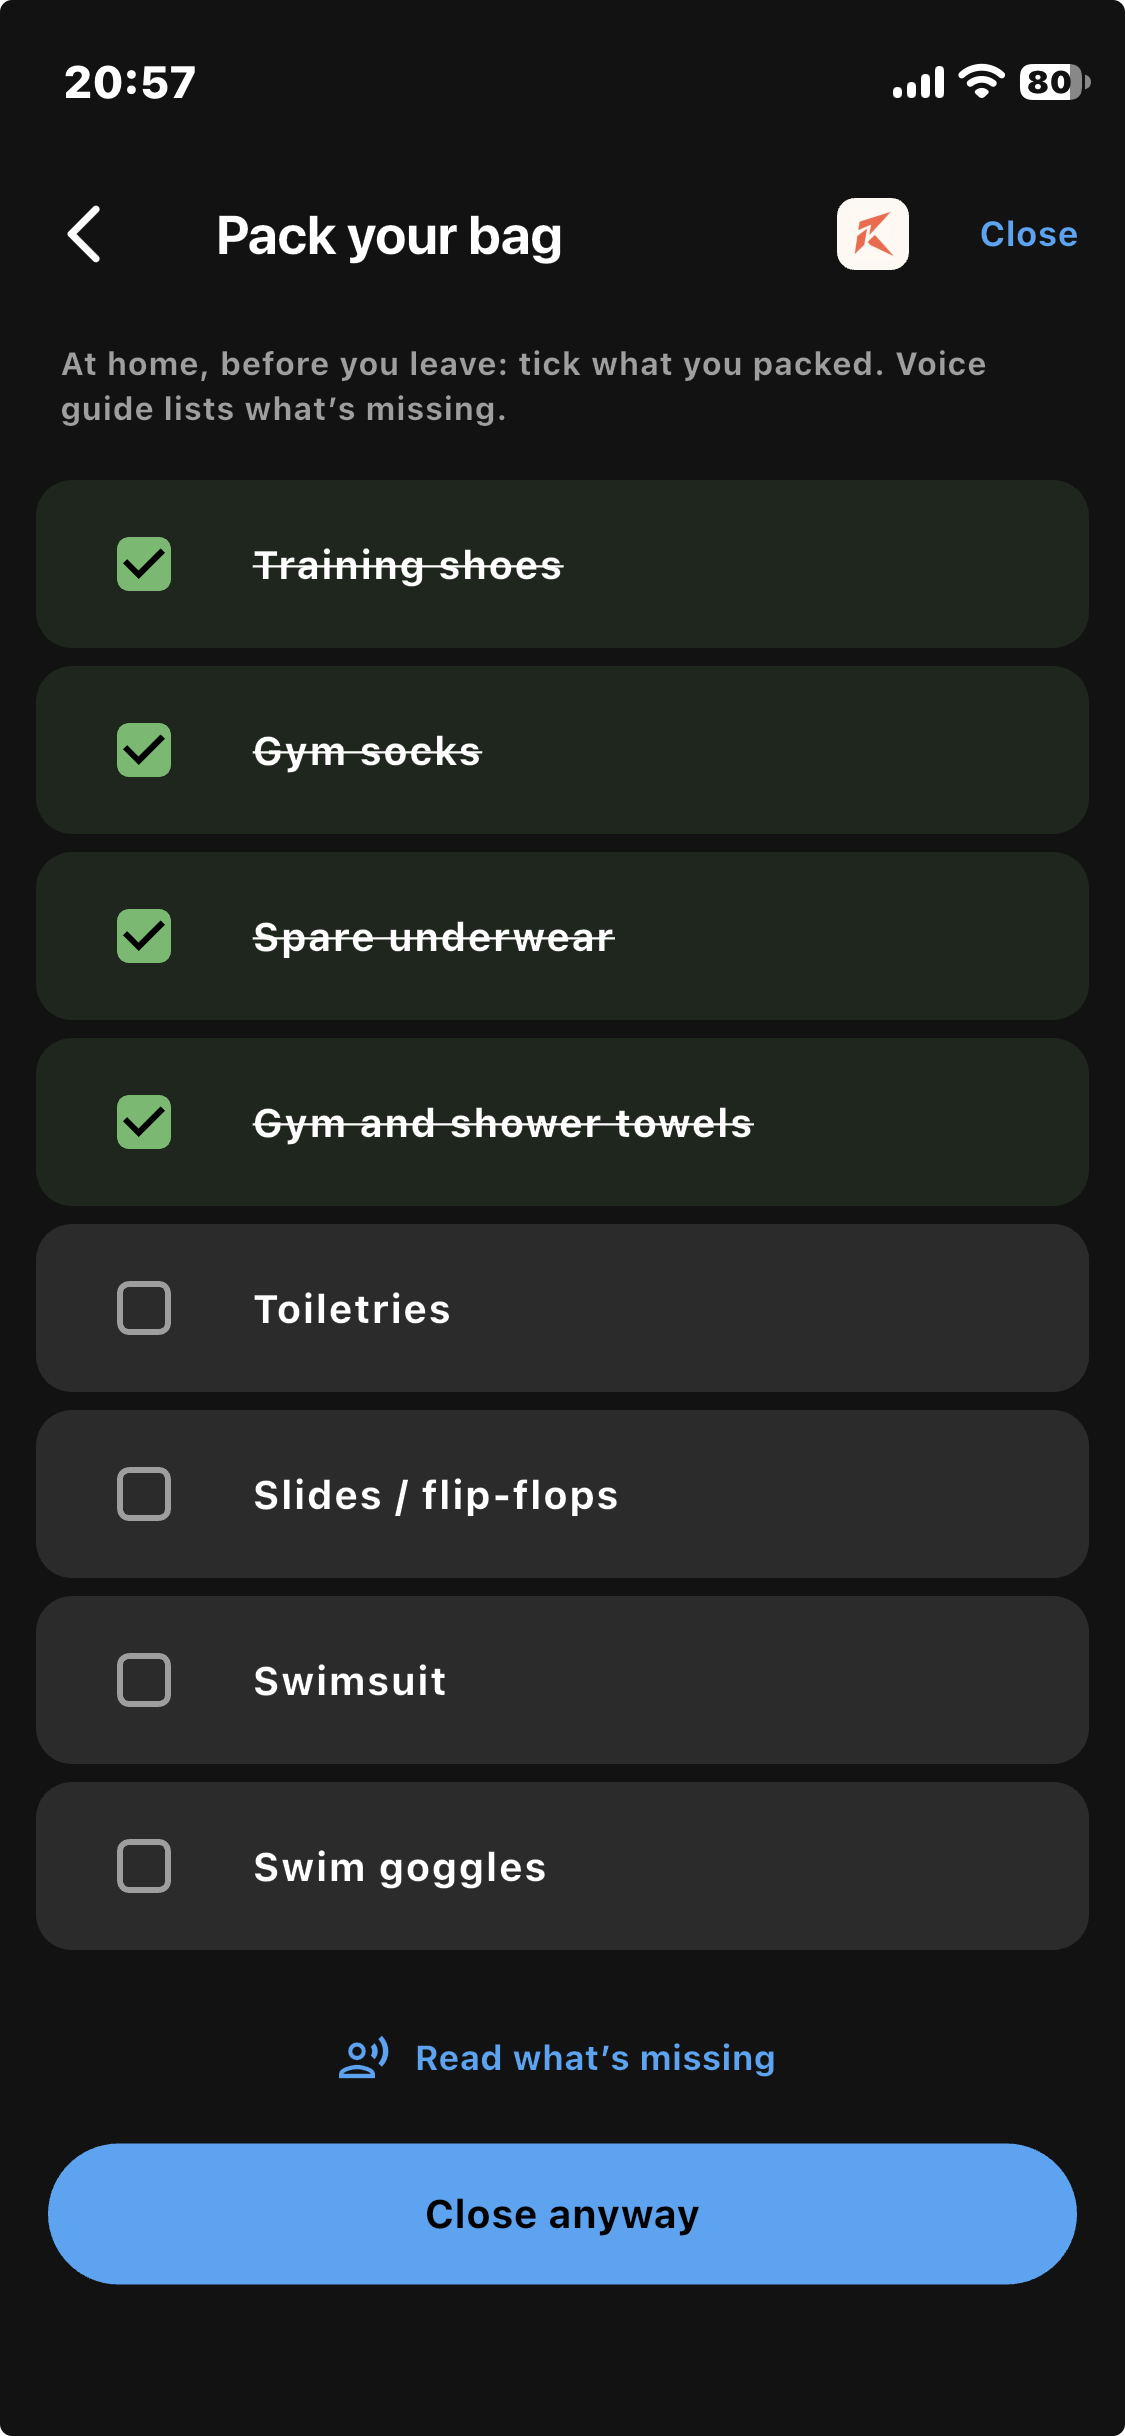 20:57
80
Pack your bag
Close
At home, before you leave: tick what you packed. Voice
guide lists what’s missing.
Training shoes
Gym socks
Spare underwear
Gym and shower towels
Toiletries
Slides / flip-flops
Swimsuit
Swim goggles
Read what’s missing
Close anyway